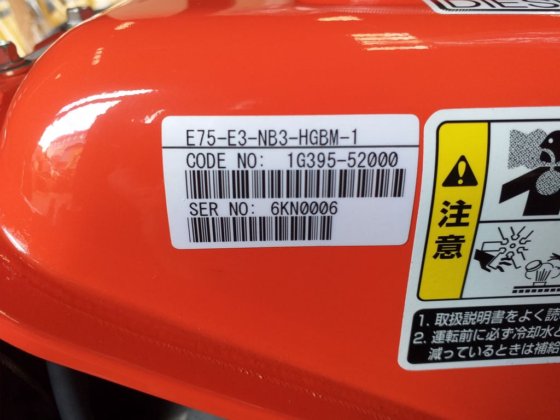 DIESE
E75-E3-NB3-HGBM-1
CODE NO: 1G395-52000
SER NO: 6KN0006
注意
1. 取扱説明書をよく読
2. 運転前に必ず冷却水と
減っているときは補給